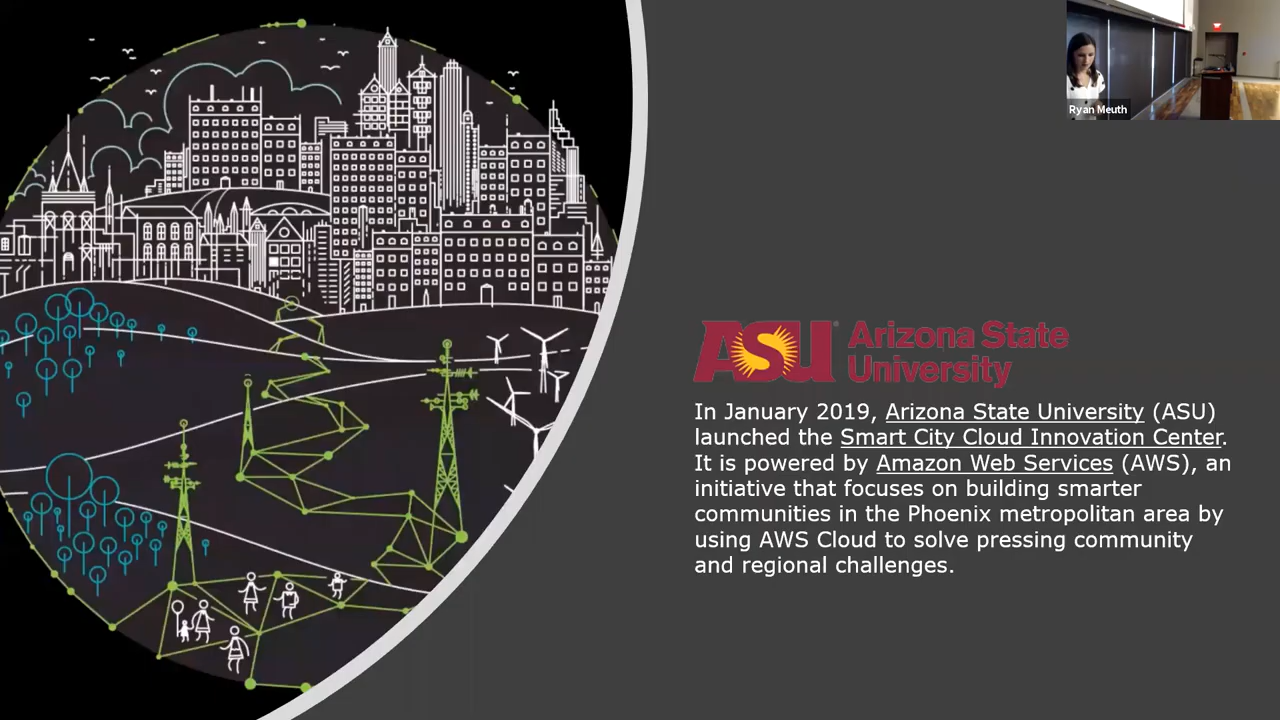 Ryan Meuth
ASU Arizona State
University
In January 2019, Arizona State University (ASU)
launched the Smart City Cloud Innovation Center.
It is powered by Amazon Web Services (AWS), an
initiative that focuses on building smarter
communities in the Phoenix metropolitan area by
using AWS Cloud to solve pressing community
and regional challenges.